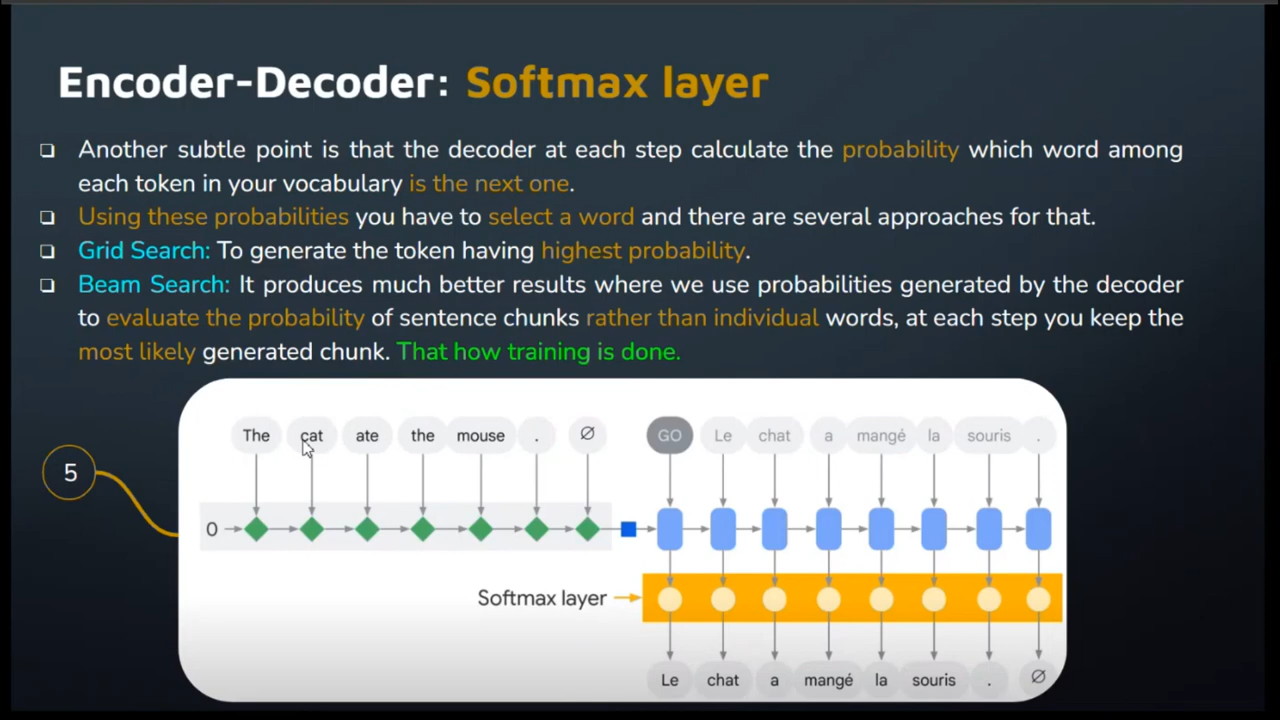 Encoder-Decoder: Softmax layer
❑ Another subtle point is that the decoder at each step calculate the probability which word among
each token in your vocabulary is the next one.
❑ Using these probabilities you have to select a word and there are several approaches for that.
❑ Grid Search: To generate the token having highest probability.
❑ Beam Search: It produces much better results where we use probabilities generated by the decoder
to evaluate the probability of sentence chunks rather than individual words, at each step you keep the
most likely generated chunk. That how training is done.
The cat ate the mouse . ∅ GO Le chat a mangé la souris .
5
0
Softmax layer
Le chat a mangé la souris . ∅